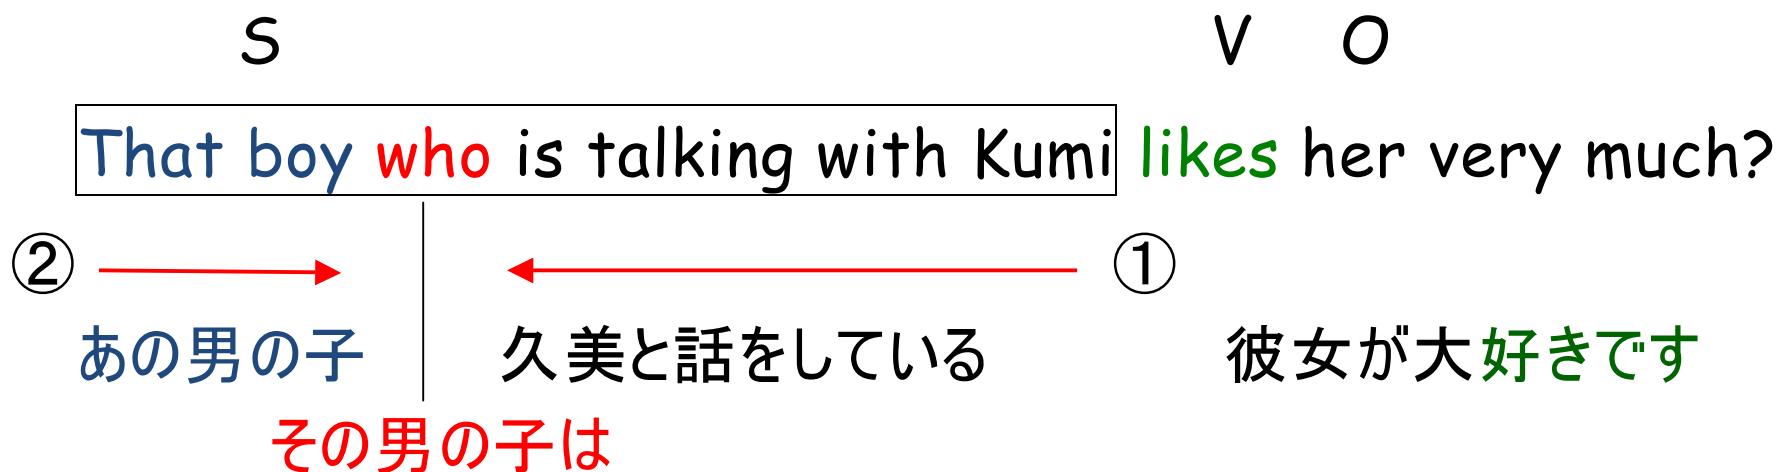 S V O
That boy who is talking with Kumi likes her very much?
② ①
あの男の子 久美と話をしている 彼女が大好きです
その男の子は